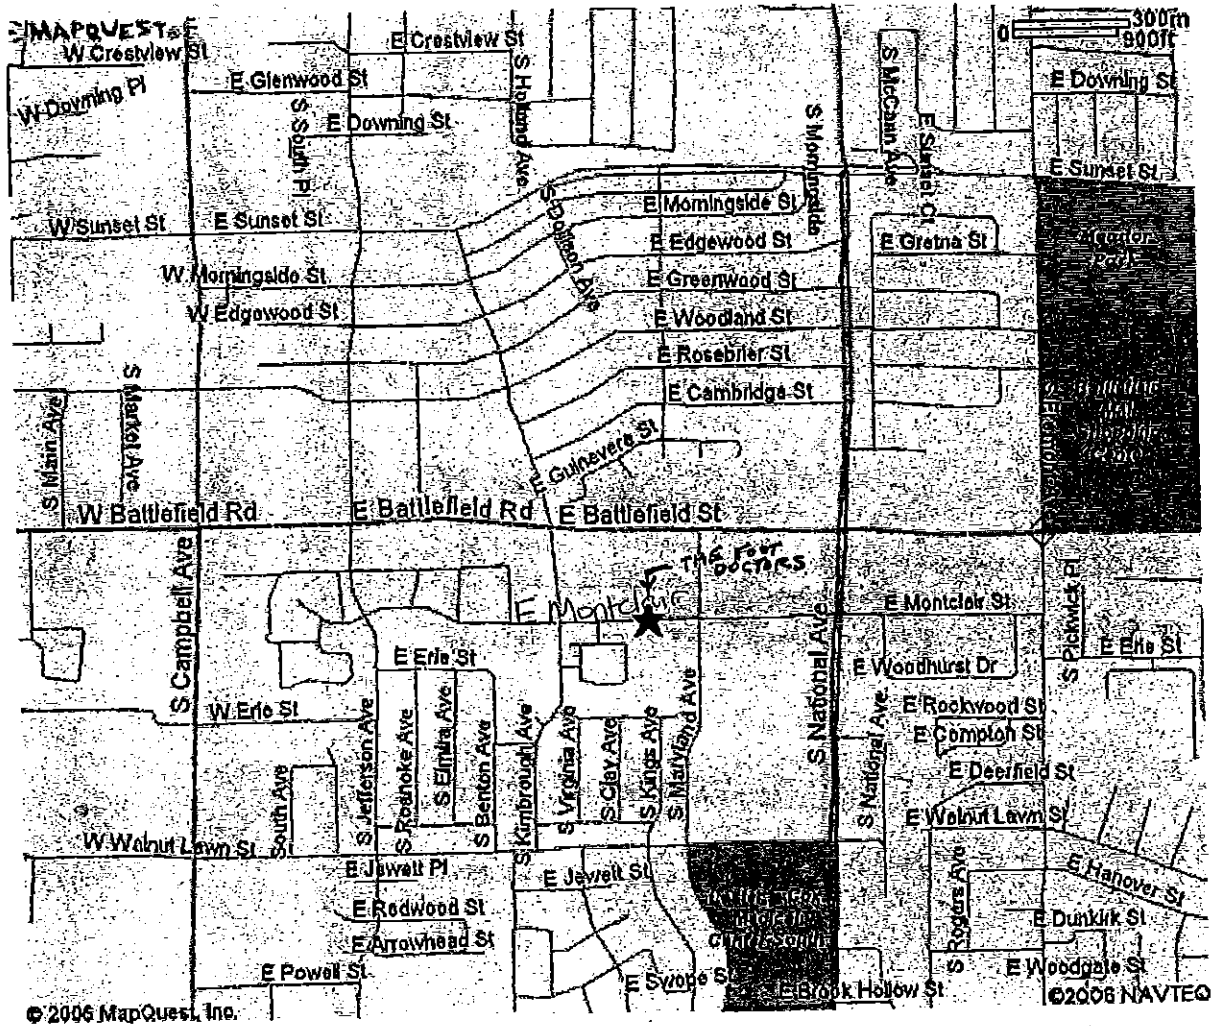 MAPQUEST
W Crestview St
E Crestview St
300m
0
900ft
W Downing Pl
E Glenwood St
S South Pl
E Downing St
S Holland Ave
S Morningside
S McCann Ave
E Sunset Ct
E Downing St
E Sunset St
W Sunset St
E Sunset St
S Dollison Ave
E Morningside St
E Edgewood St
E Gretna St
Meador
Park
W Morningside St
E Greenwood St
W Edgewood St
E Woodland St
E Rosebrier St
S Market Ave
E Cambridge St
S Mann Ave
E Guinevere St
W Battlefield Rd
E Battlefield Rd
E Battlefield St
S Campbell Ave
THE FOOT
DOCTORS
E Montclair
E Montclair St
S National Ave
S Pickwick Pl
E Erie St
E Erie St
E Woodhurst Dr
W Erie St
E Rockwood St
E Compton St
S Jefferson Ave
S Roanoke Ave
S Elmira Ave
S Benton Ave
S Kimbrough Ave
S Virginia Ave
S Clay Ave
S Kings Ave
S Maryland Ave
S National Ave
E Deerfield St
South Ave
E Walnut Lawn S
W Walnut Lawn St
E Jewell Pl
E Jewell St
E Hanover St
E Redwood St
S Rogers Ave
E Dunkirk St
E Arrowhead St
E Powell St
E Swope S
E Woodgate St
E Brook Hollow St
© 2006 MapQuest, Inc.
©2006 NAVTEQ